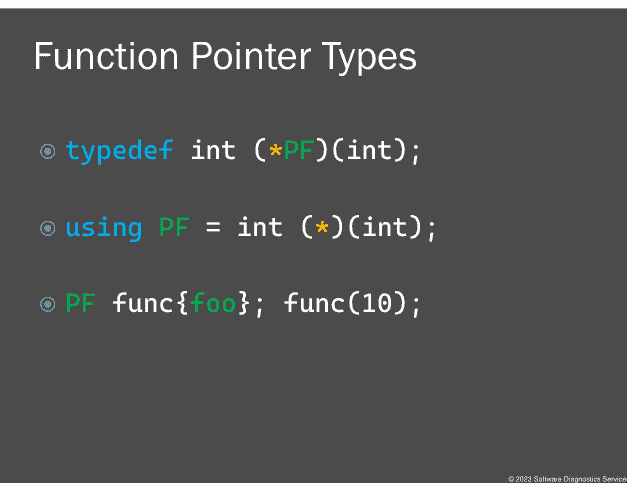 Function Pointer Types
typedef int (*PF)(int);
using PF = int (*)(int);
PF func{foo}; func(10);
© 2023 Software Diagnostics Service